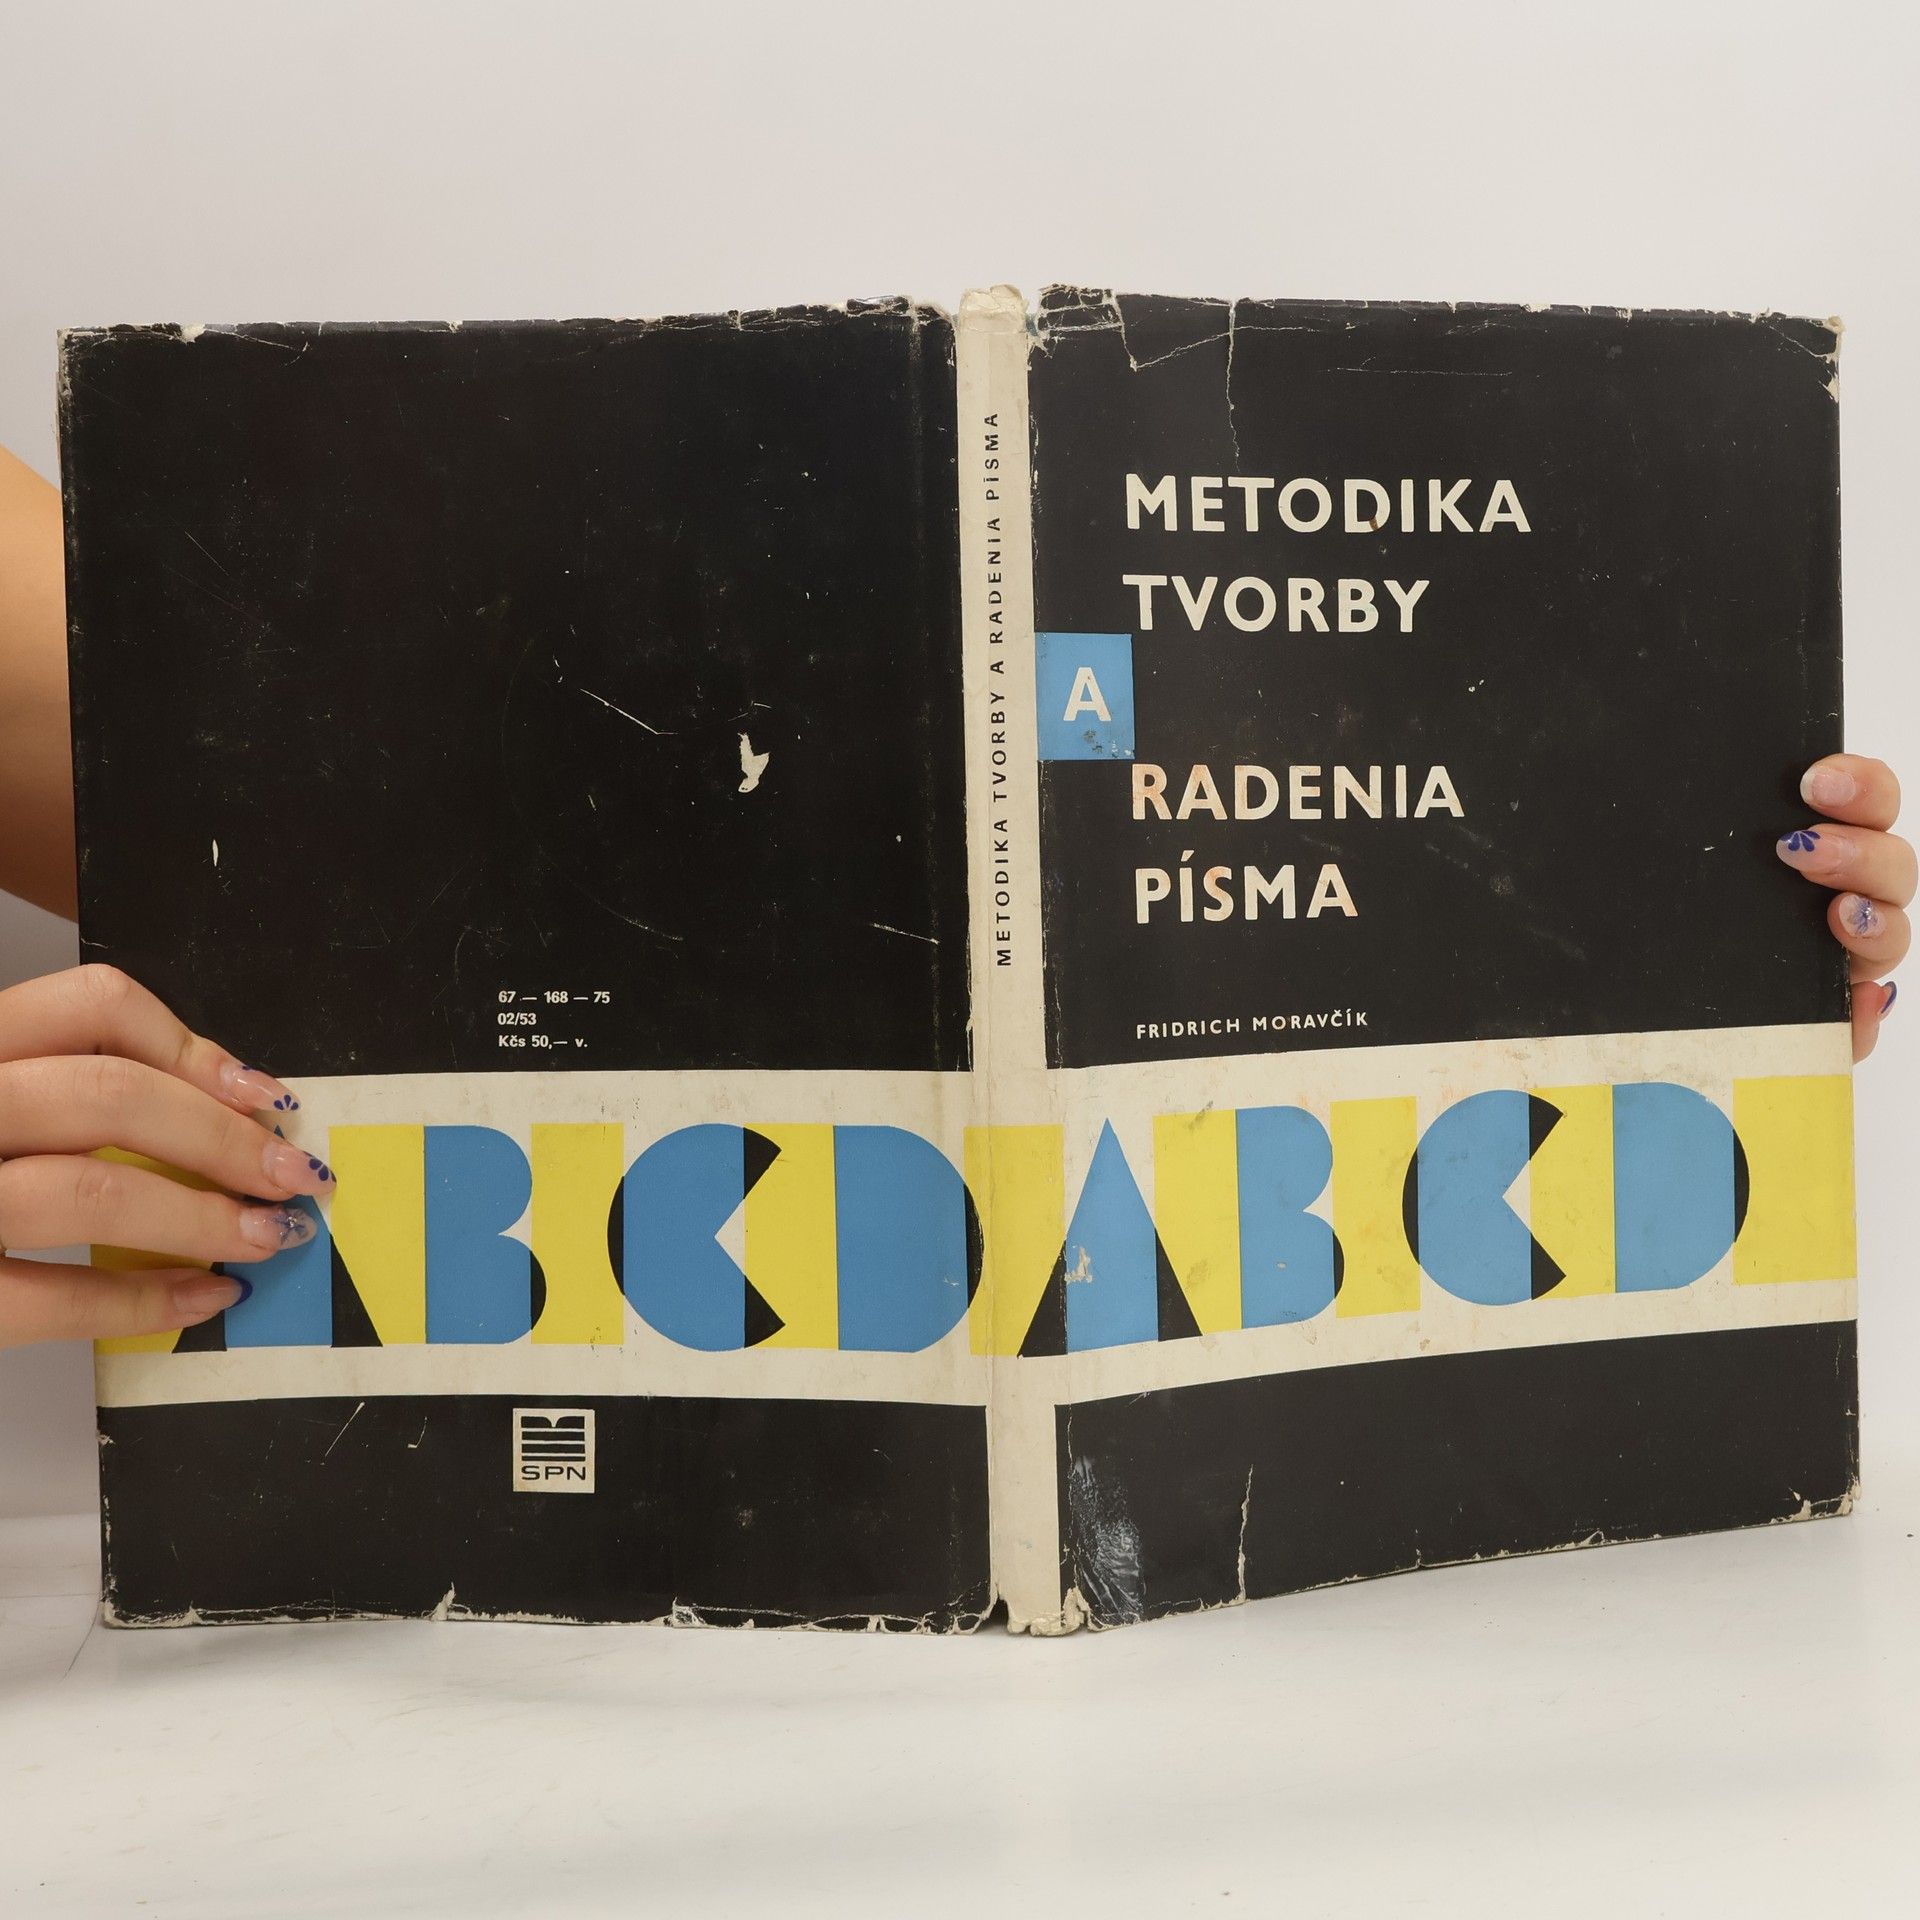 67 — 168 — 75
02/53
Kčs 50,— v.
ABCD
SPN
METODIKA TVORBY A RADENIA PÍSMA
METODIKA
TVORBY
A
RADENIA
PÍSMA
FRIDRICH MORAVČÍK
ABCD